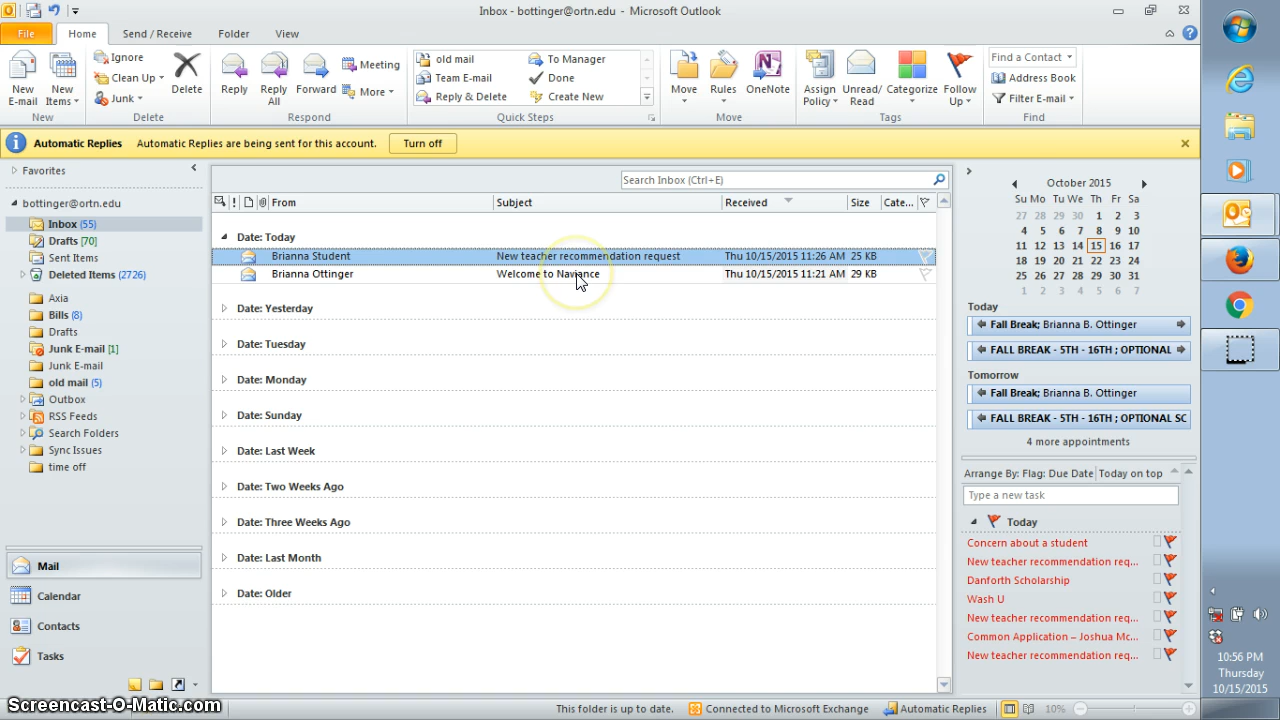 Inbox - bottinger@ortn.edu - Microsoft Outlook
File Home Send / Receive Folder View
New E-mail
New Items
New
Ignore
Clean Up
Junk
Delete
Delete
Reply
Reply All
Forward
Meeting
More
Respond
old mail
Team E-mail
Reply & Delete
To Manager
Done
Create New
Quick Steps
Move
Rules
OneNote
Move
Assign Policy
Unread/ Read
Categorize
Follow Up
Tags
Find a Contact
Address Book
Filter E-mail
Find
Automatic Replies Automatic Replies are being sent for this account. Turn off
Favorites
bottinger@ortn.edu
Inbox (55)
Drafts [70]
Sent Items
Deleted Items (2726)
Axia
Bills (8)
Drafts
Junk E-mail [1]
Junk E-mail
old mail (5)
Outbox
RSS Feeds
Search Folders
Sync Issues
time off
Mail
Calendar
Contacts
Tasks
Search Inbox (Ctrl+E)
From Subject Received Size Cate...
Date: Today
Brianna Student New teacher recommendation request Thu 10/15/2015 11:26 AM 25 KB
Brianna Ottinger Welcome to Naviance Thu 10/15/2015 11:21 AM 29 KB
Date: Yesterday
Date: Tuesday
Date: Monday
Date: Sunday
Date: Last Week
Date: Two Weeks Ago
Date: Three Weeks Ago
Date: Last Month
Date: Older
October 2015
Su Mo Tu We Th Fr Sa
27 28 29 30 1 2 3
4 5 6 7 8 9 10
11 12 13 14 15 16 17
18 19 20 21 22 23 24
25 26 27 28 29 30 31
1 2 3 4 5 6 7
Today
Fall Break; Brianna B. Ottinger
FALL BREAK - 5TH - 16TH ; OPTIONAL
Tomorrow
Fall Break; Brianna B. Ottinger
FALL BREAK - 5TH - 16TH ; OPTIONAL SC
4 more appointments
Arrange By: Flag: Due Date Today on top
Type a new task
Today
Concern about a student
New teacher recommendation req...
Danforth Scholarship
Wash U
New teacher recommendation req...
Common Application – Joshua Mc...
New teacher recommendation req...
10:56 PM
Thursday
10/15/2015
Screencast-O-Matic.com
This folder is up to date. Connected to Microsoft Exchange Automatic Replies 10%